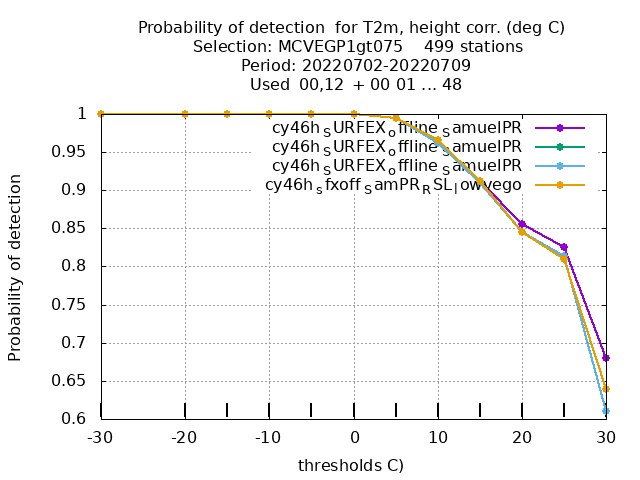 Probability of detection  for T2m, height corr. (deg C)
Selection: MCVEGP1gt075    499 stations
Period: 20220702-20220709
Used  00,12  + 00 01 ... 48
cy46h_SURFEX_offline_SamuelPR
cy46h_SURFEX_offline_SamuelPR
cy46h_SURFEX_offline_SamuelPR
cy46h_sfxoff_SamPR_RSL_lowvego
Probability of detection
1
0.95
0.9
0.85
0.8
0.75
0.7
0.65
0.6
-30 -20 -10 0 10 20 30
thresholds C)